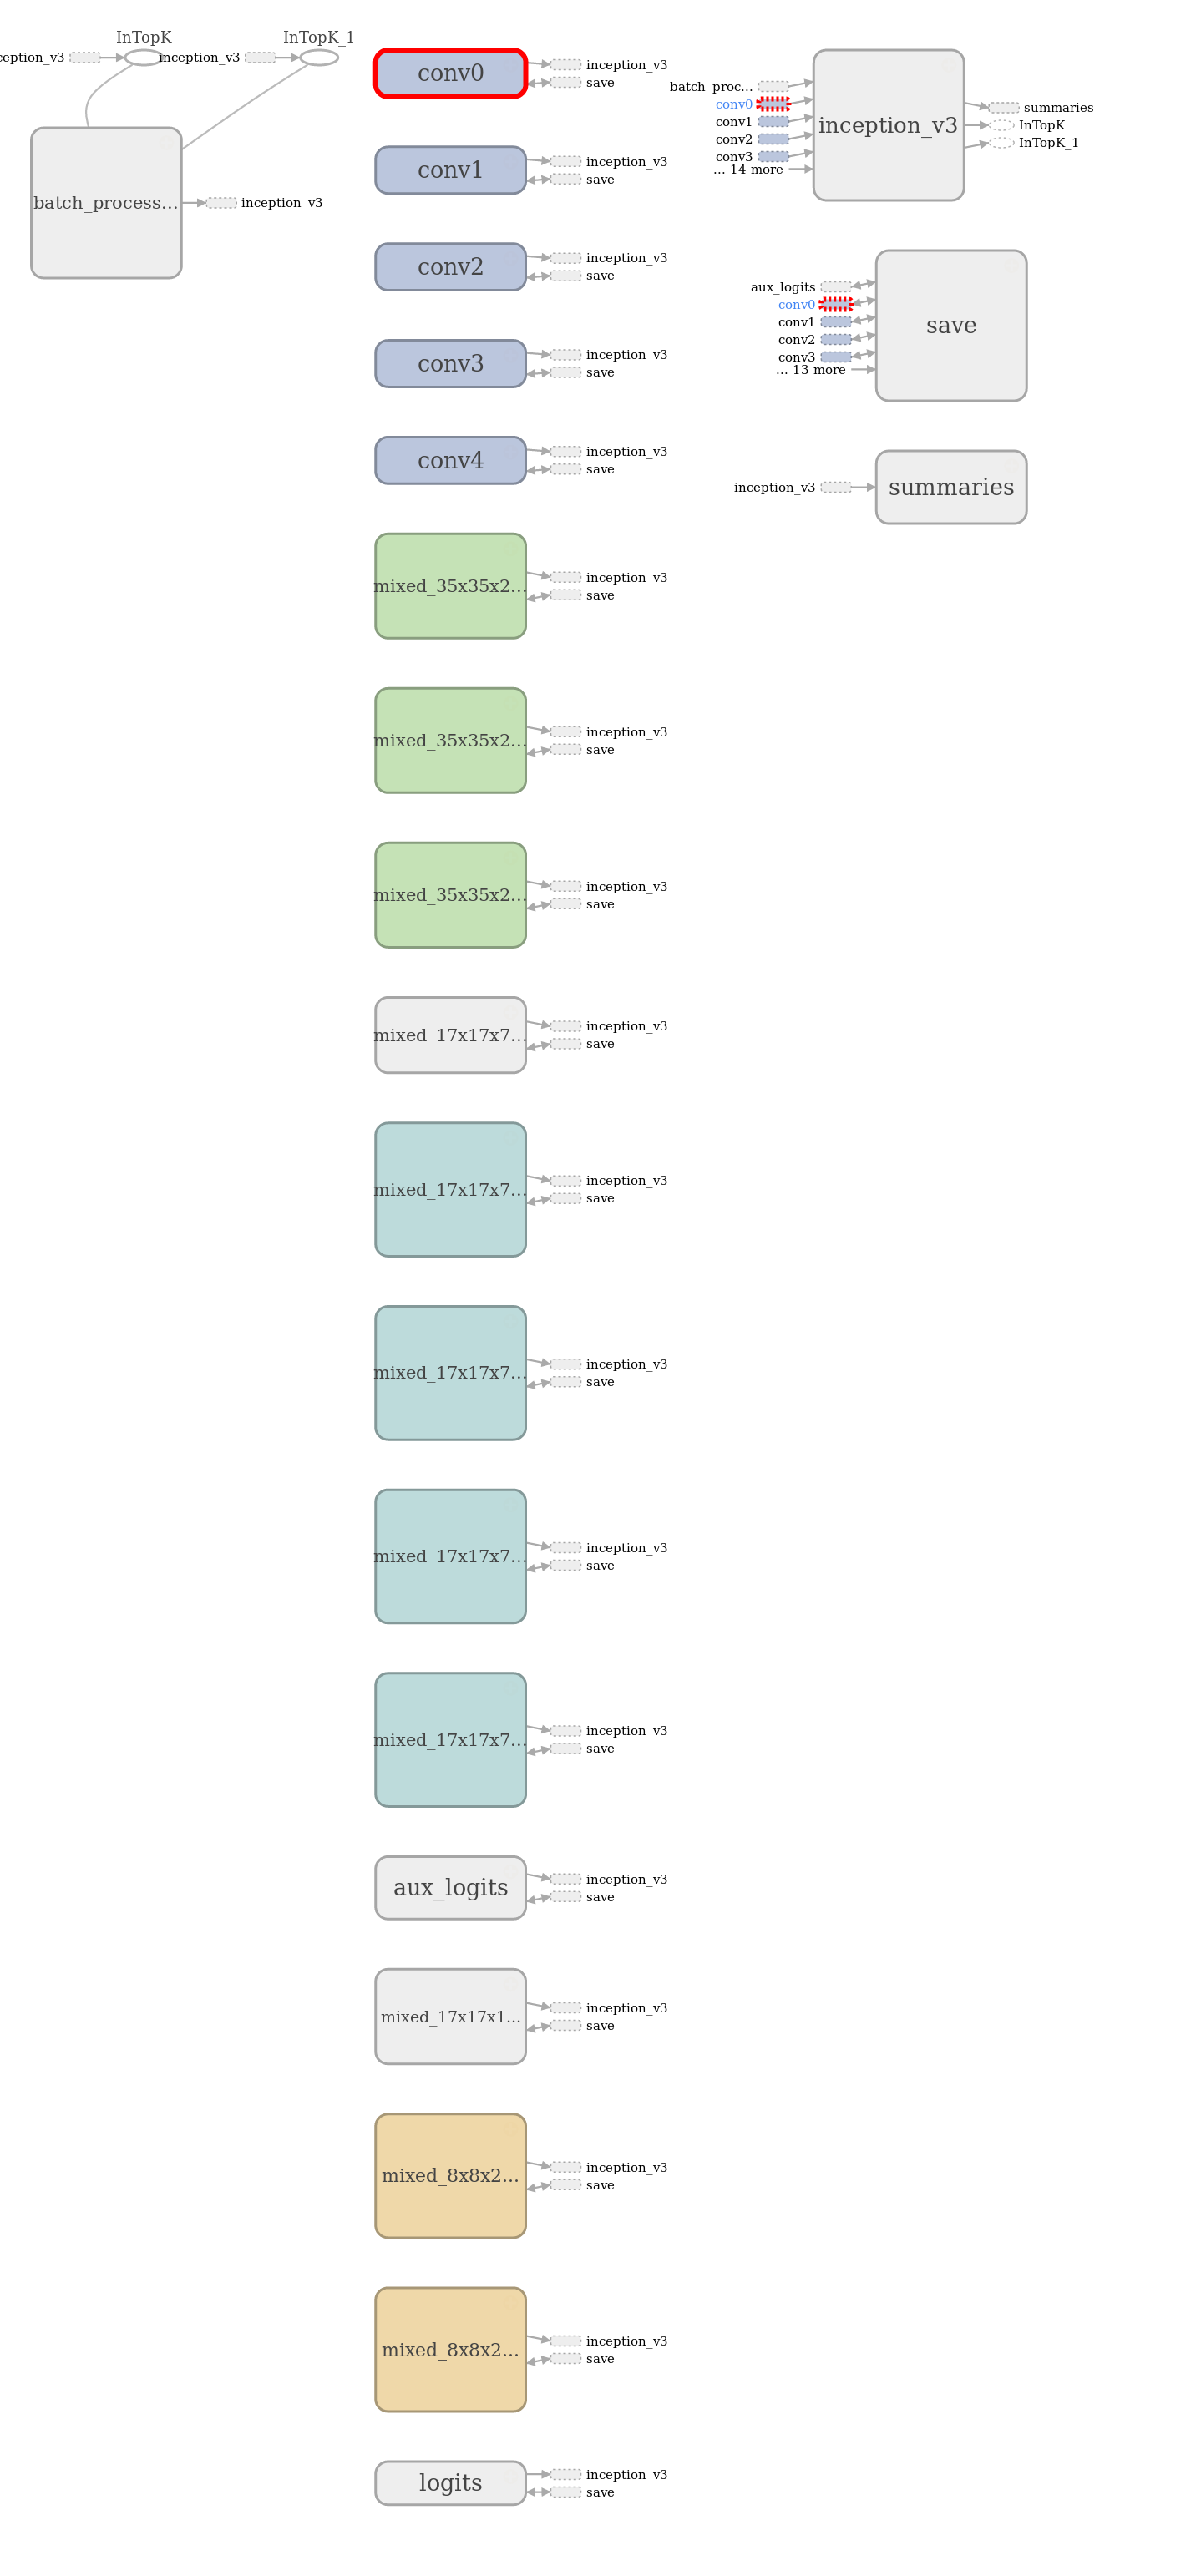 InTopK
InTopK_1
ception_v3
inception_v3
batch_process...
inception_v3
conv0
inception_v3
save
conv1
inception_v3
save
conv2
inception_v3
save
conv3
inception_v3
save
conv4
inception_v3
save
mixed_35x35x2...
inception_v3
save
mixed_35x35x2...
inception_v3
save
mixed_35x35x2...
inception_v3
save
mixed_17x17x7...
inception_v3
save
mixed_17x17x7...
inception_v3
save
mixed_17x17x7...
inception_v3
save
mixed_17x17x7...
inception_v3
save
mixed_17x17x7...
inception_v3
save
aux_logits
inception_v3
save
mixed_17x17x1...
inception_v3
save
mixed_8x8x2...
inception_v3
save
mixed_8x8x2...
inception_v3
save
logits
inception_v3
save
batch_proc...
conv0
conv1
conv2
conv3
... 14 more
inception_v3
summaries
InTopK
InTopK_1
aux_logits
conv0
conv1
conv2
conv3
... 13 more
save
inception_v3
summaries